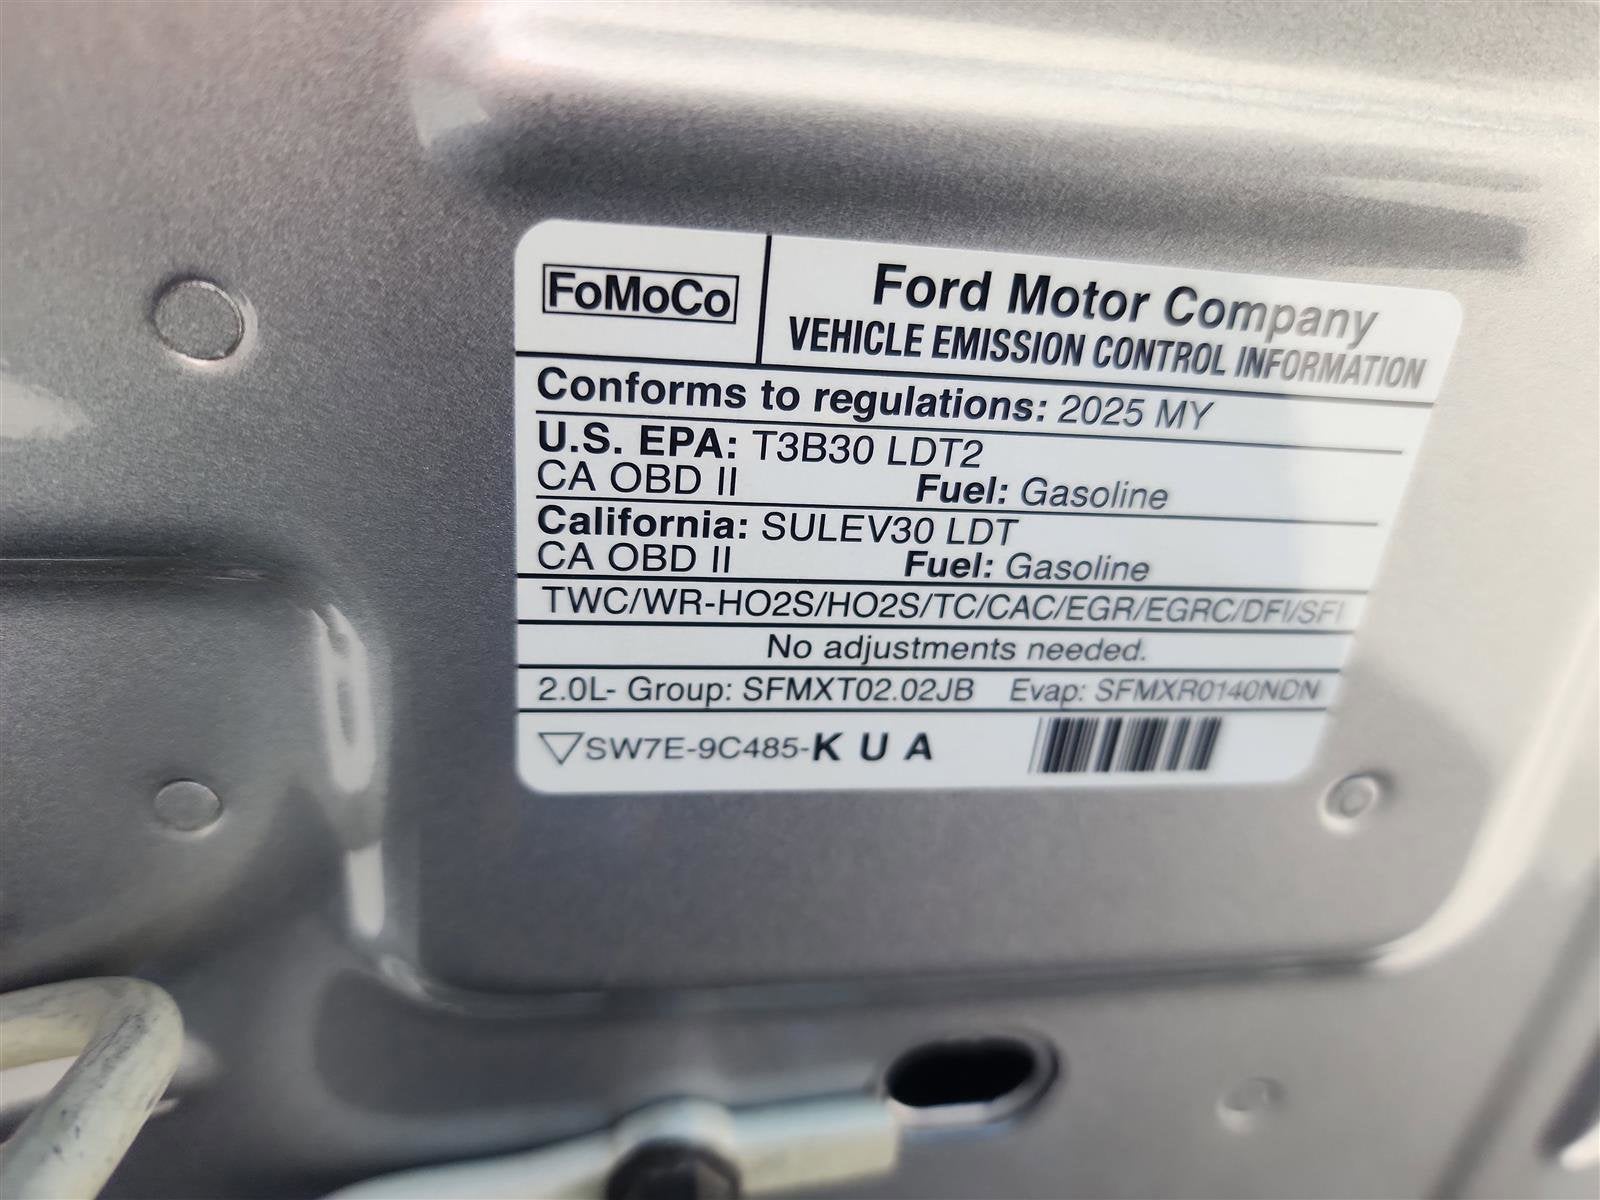 FoMoCo
Ford Motor Company
VEHICLE EMISSION CONTROL INFORMATION
Conforms to regulations: 2025 MY
U.S. EPA: T3B30 LDT2
CA OBD II Fuel: Gasoline
California: SULEV30 LDT
CA OBD II Fuel: Gasoline
TWC/WR-HO2S/HO2S/TC/CAC/EGR/EGRC/DFI/SFI
No adjustments needed.
2.0L- Group: SFMXT02.02JB Evap: SFMXR0140NDN
SW7E-9C485-K U A